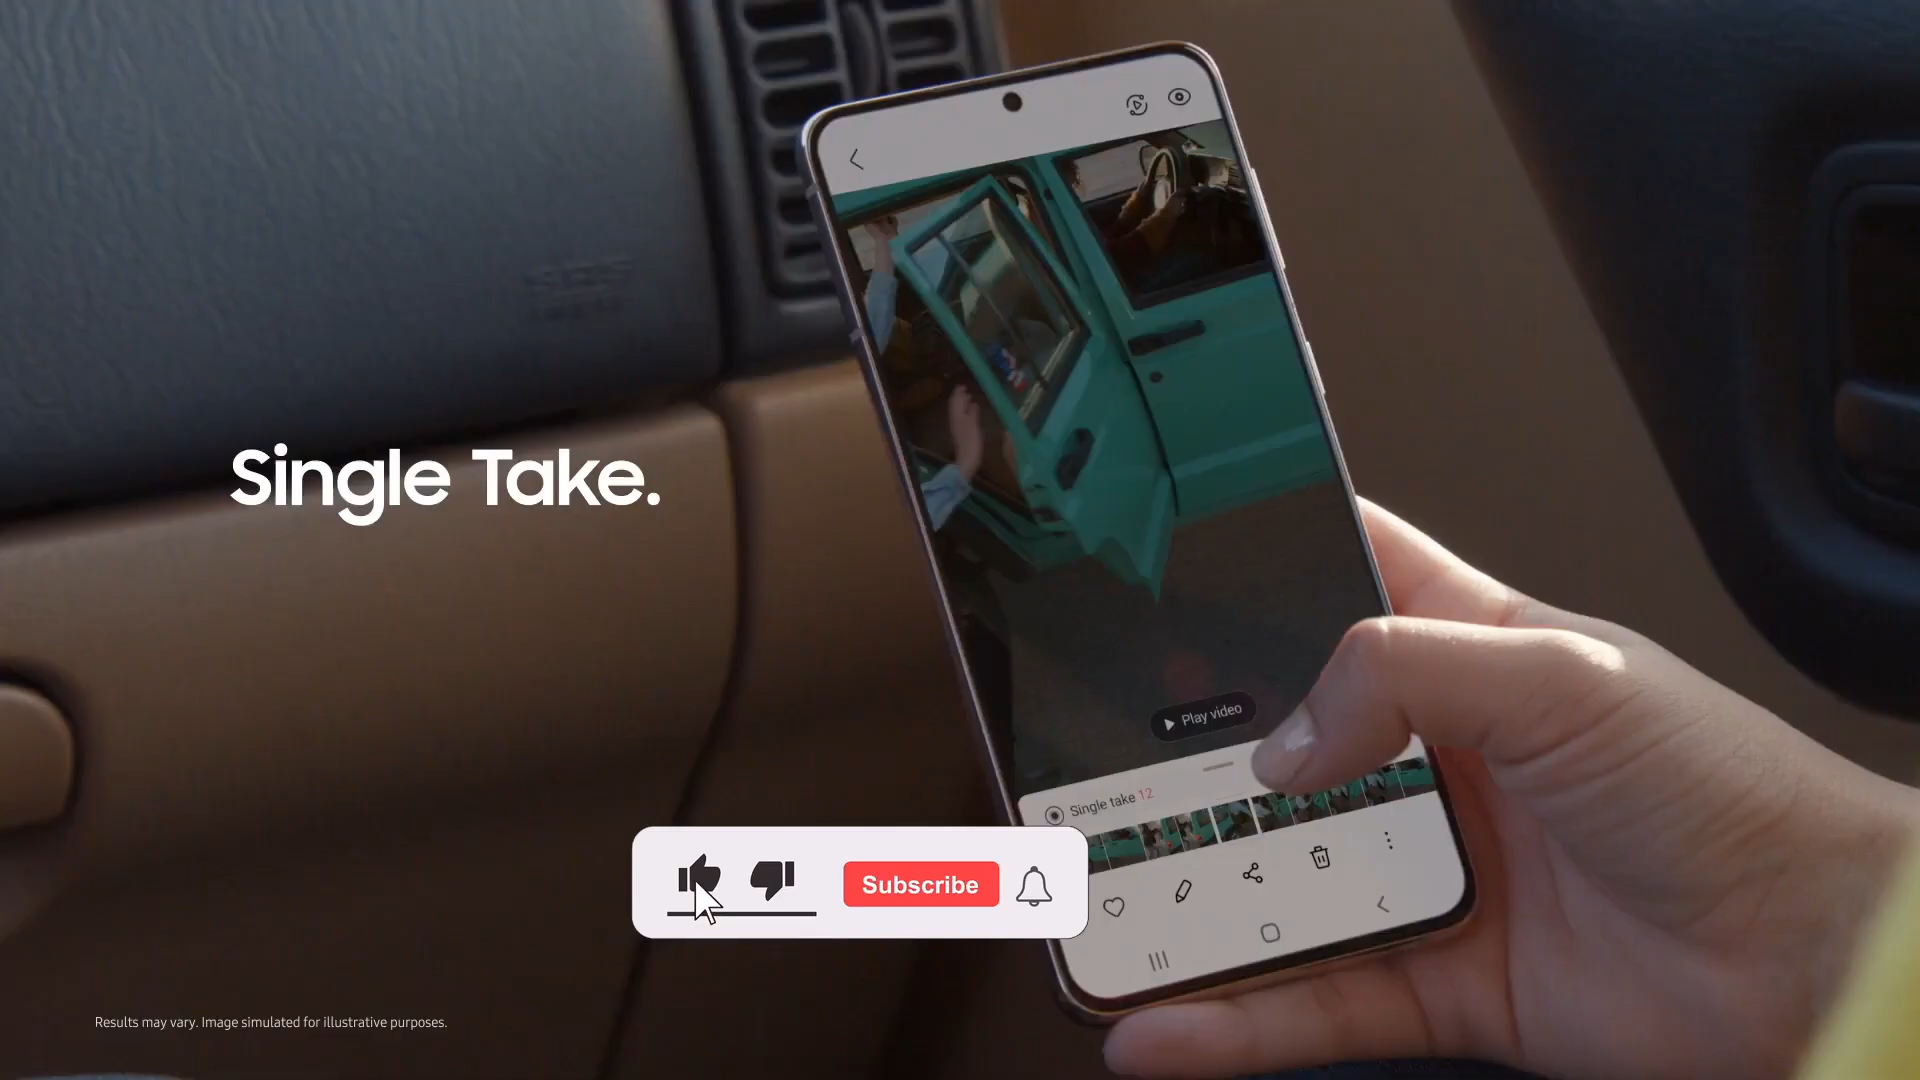 Single Take.
Play video
Single take 12
Subscribe
Results may vary. Image simulated for illustrative purposes.